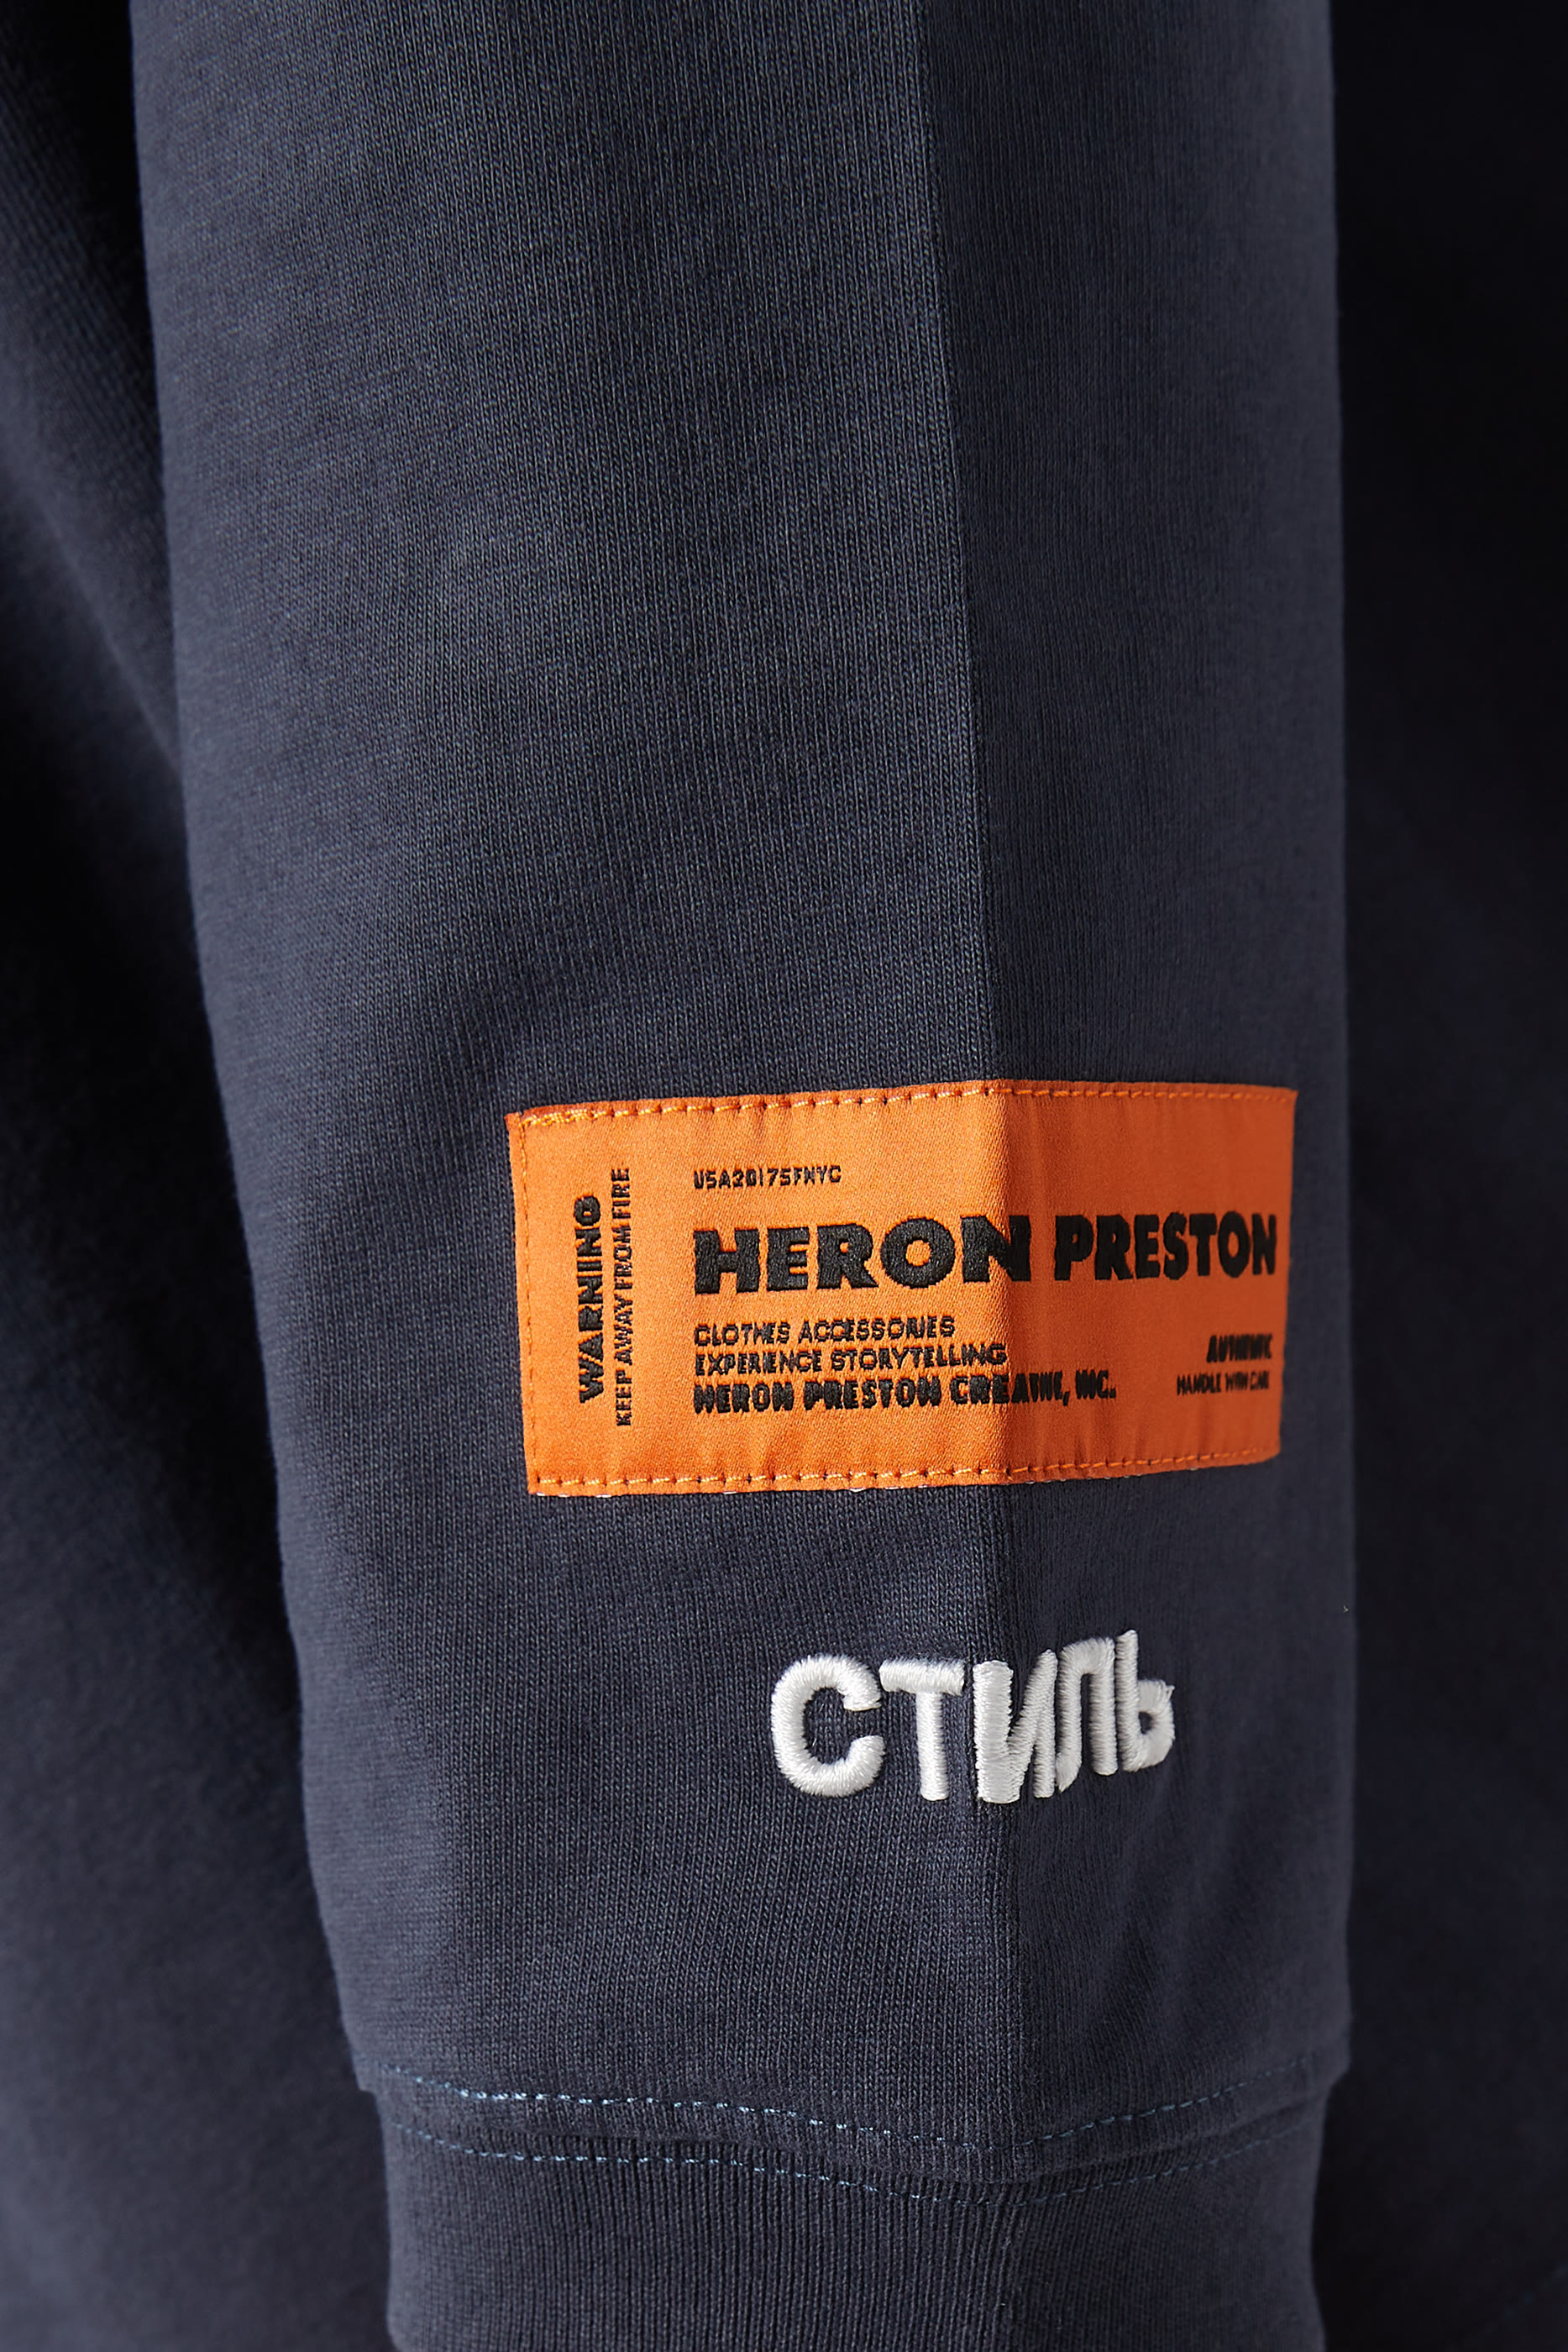 WARNING
KEEP AWAY FROM FIRE
USA20175FNYC
HERON PRESTON
CLOTHES ACCESSORIES
EXPERIENCE STORYTELLING
HERON PRESTON CREATIVE, INC.
AUTHENTIC
HANDLE WITH CARE
СТИЛЬ